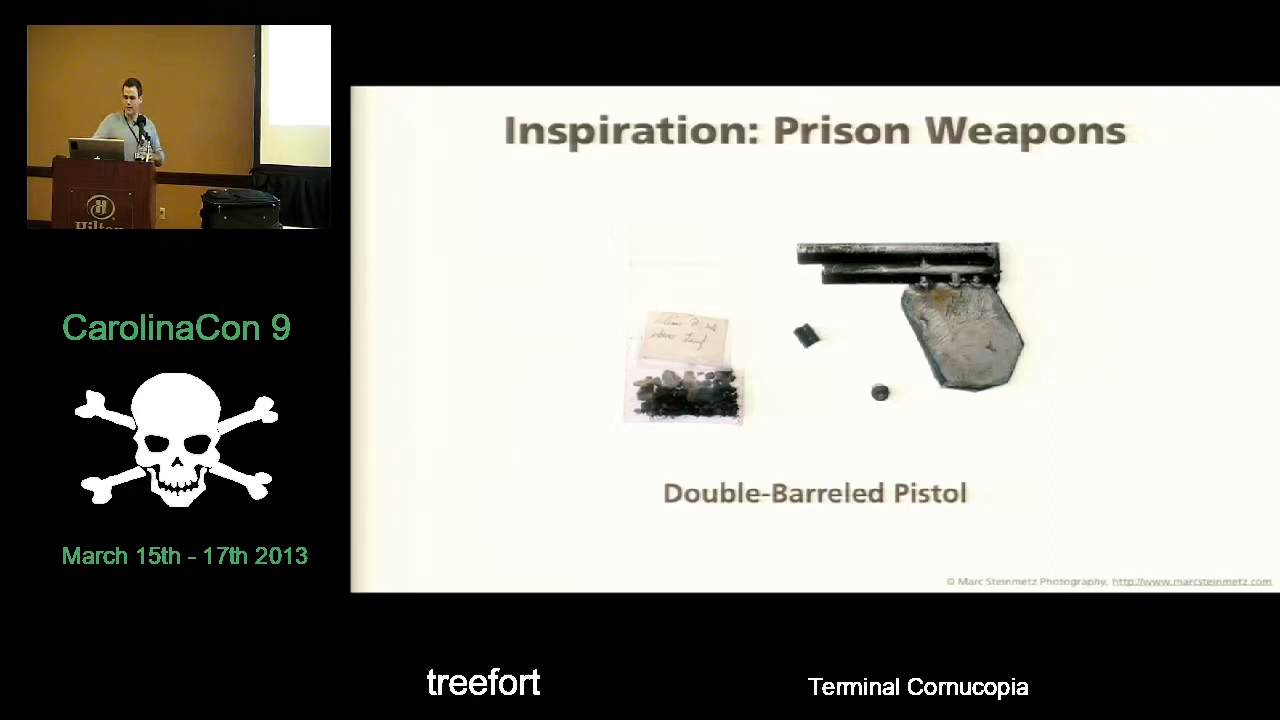 Hilton
CarolinaCon 9
March 15th - 17th 2013
Inspiration: Prison Weapons
Double-Barreled Pistol
© Marc Steinmetz Photography, http://www.marcsteinmetz.com
treefort
Terminal Cornucopia